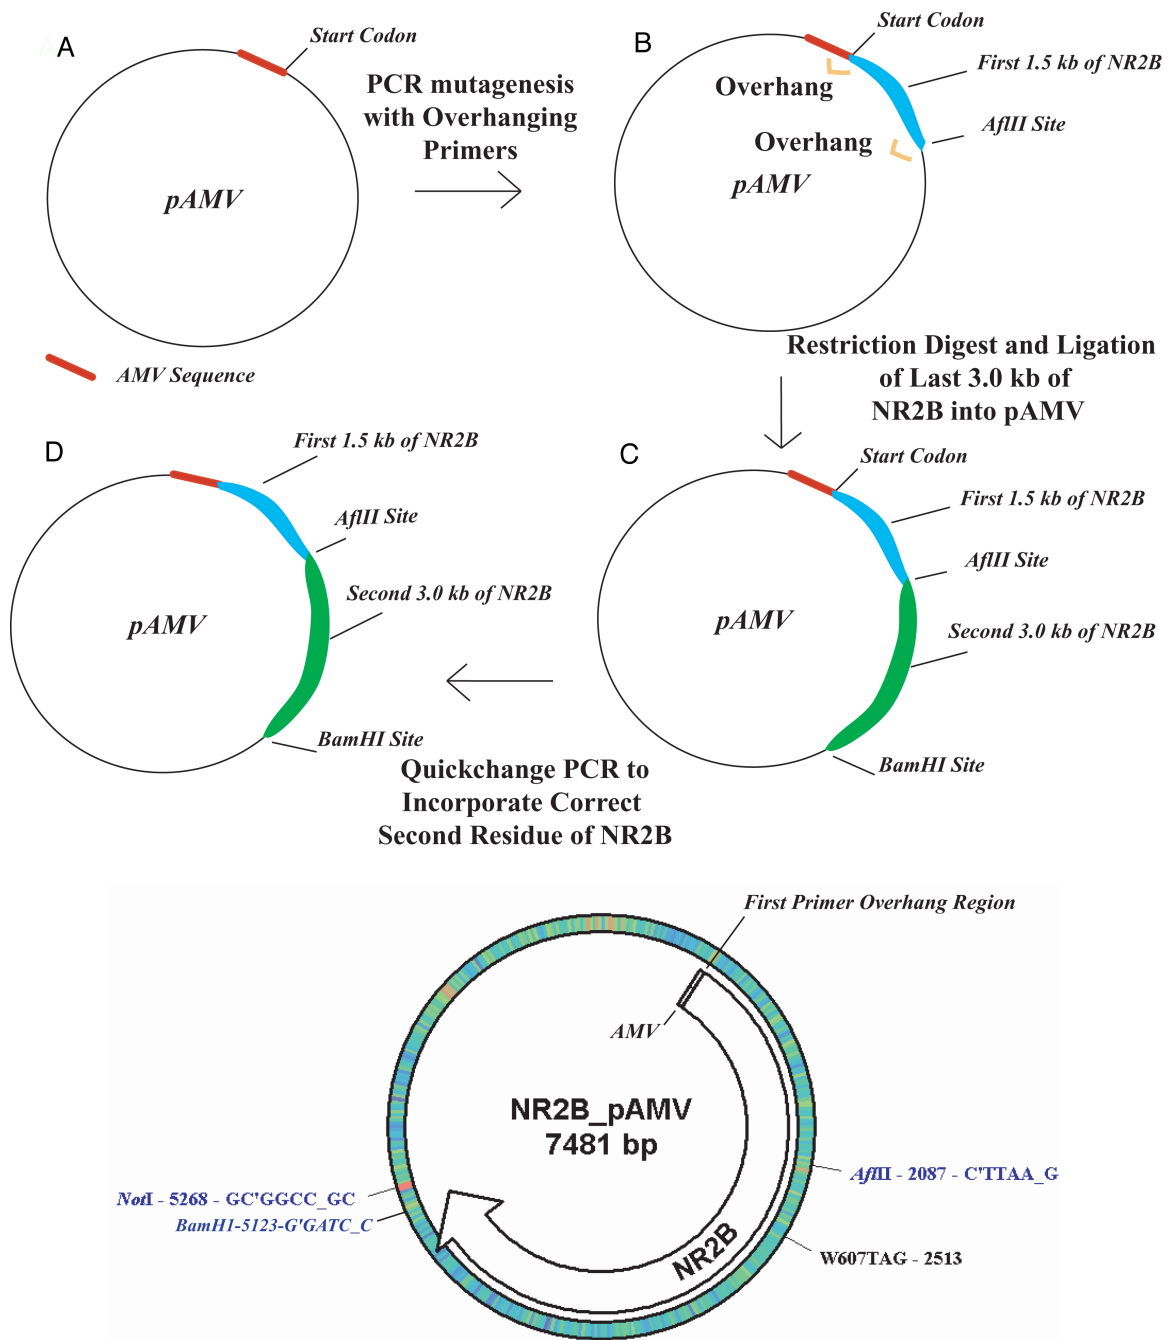 A
Start Codon
PCR mutagenesis
with Overhanging
Primers
pAMV
AMV Sequence
B
Start Codon
First 1.5 kb of NR2B
Overhang
AflII Site
Overhang
pAMV
Restriction Digest and Ligation
of Last 3.0 kb of
NR2B into pAMV
C
Start Codon
First 1.5 kb of NR2B
AflII Site
pAMV
Second 3.0 kb of NR2B
BamHI Site
D
First 1.5 kb of NR2B
AflII Site
Second 3.0 kb of NR2B
pAMV
BamHI Site
Quickchange PCR to
Incorporate Correct
Second Residue of NR2B
First Primer Overhang Region
AMV
NR2B_pAMV
7481 bp
AflII - 2087 - C'TTAA_G
NotI - 5268 - GC'GGCC_GC
BamH1-5123-G'GATC_C
NR2B
W607TAG - 2513